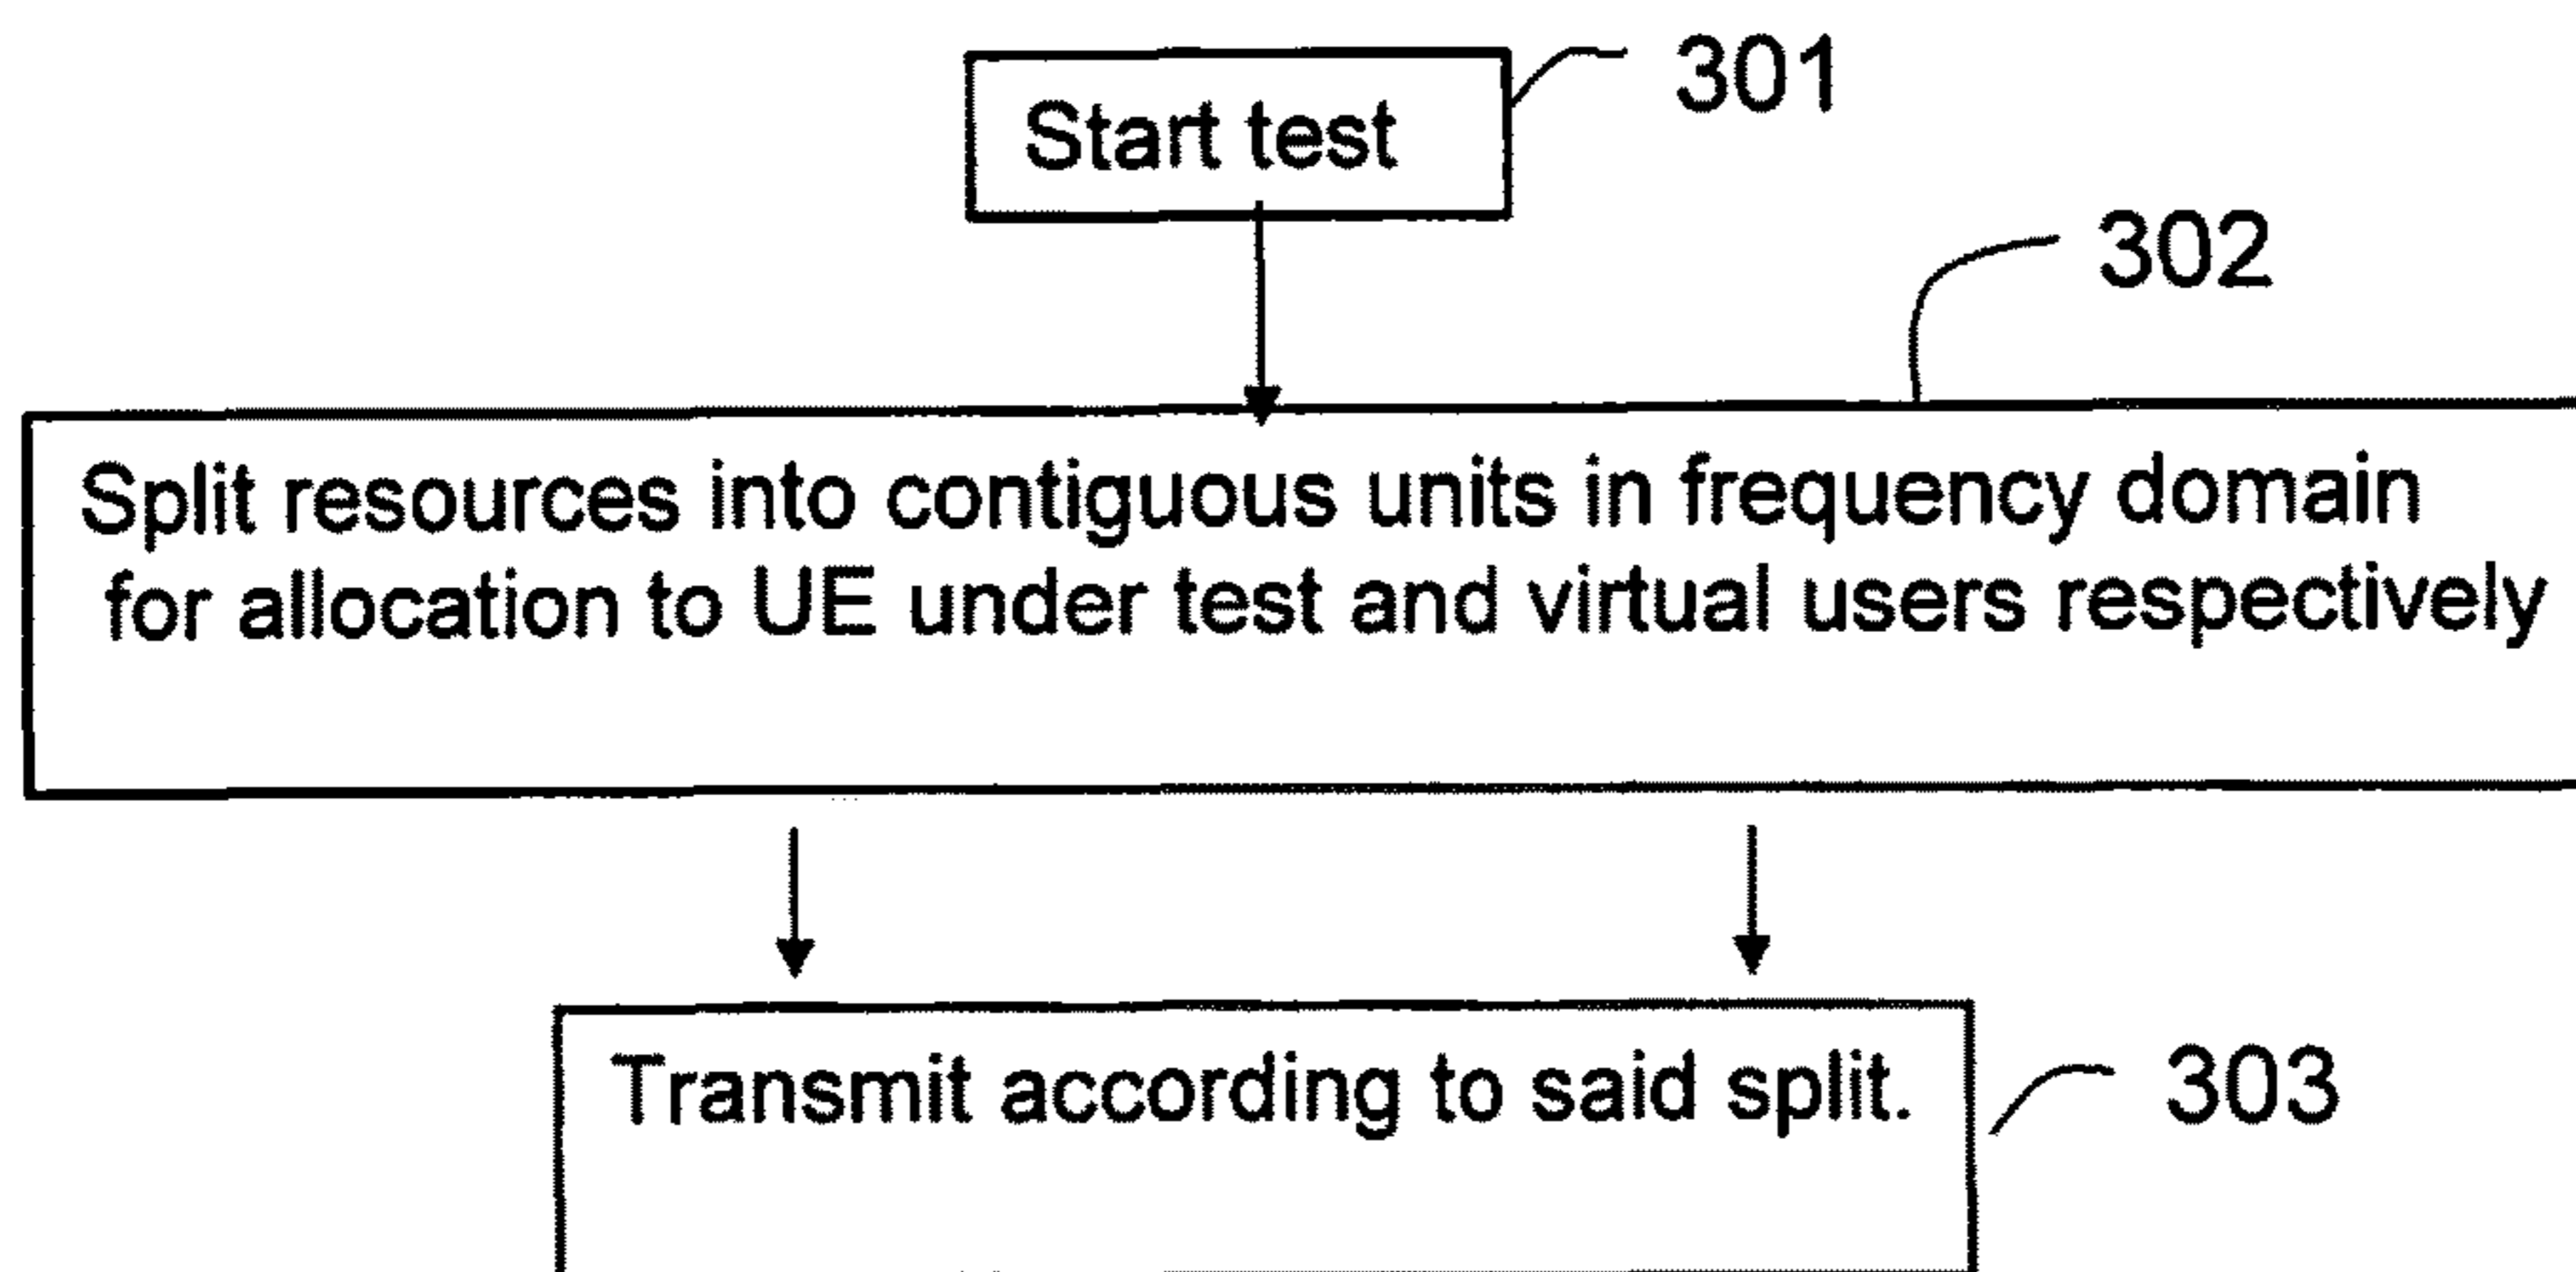 301
Start test
302
Split resources into contiguous units in frequency domain
for allocation to UE under test and virtual users respectively
Transmit according to said split.
303